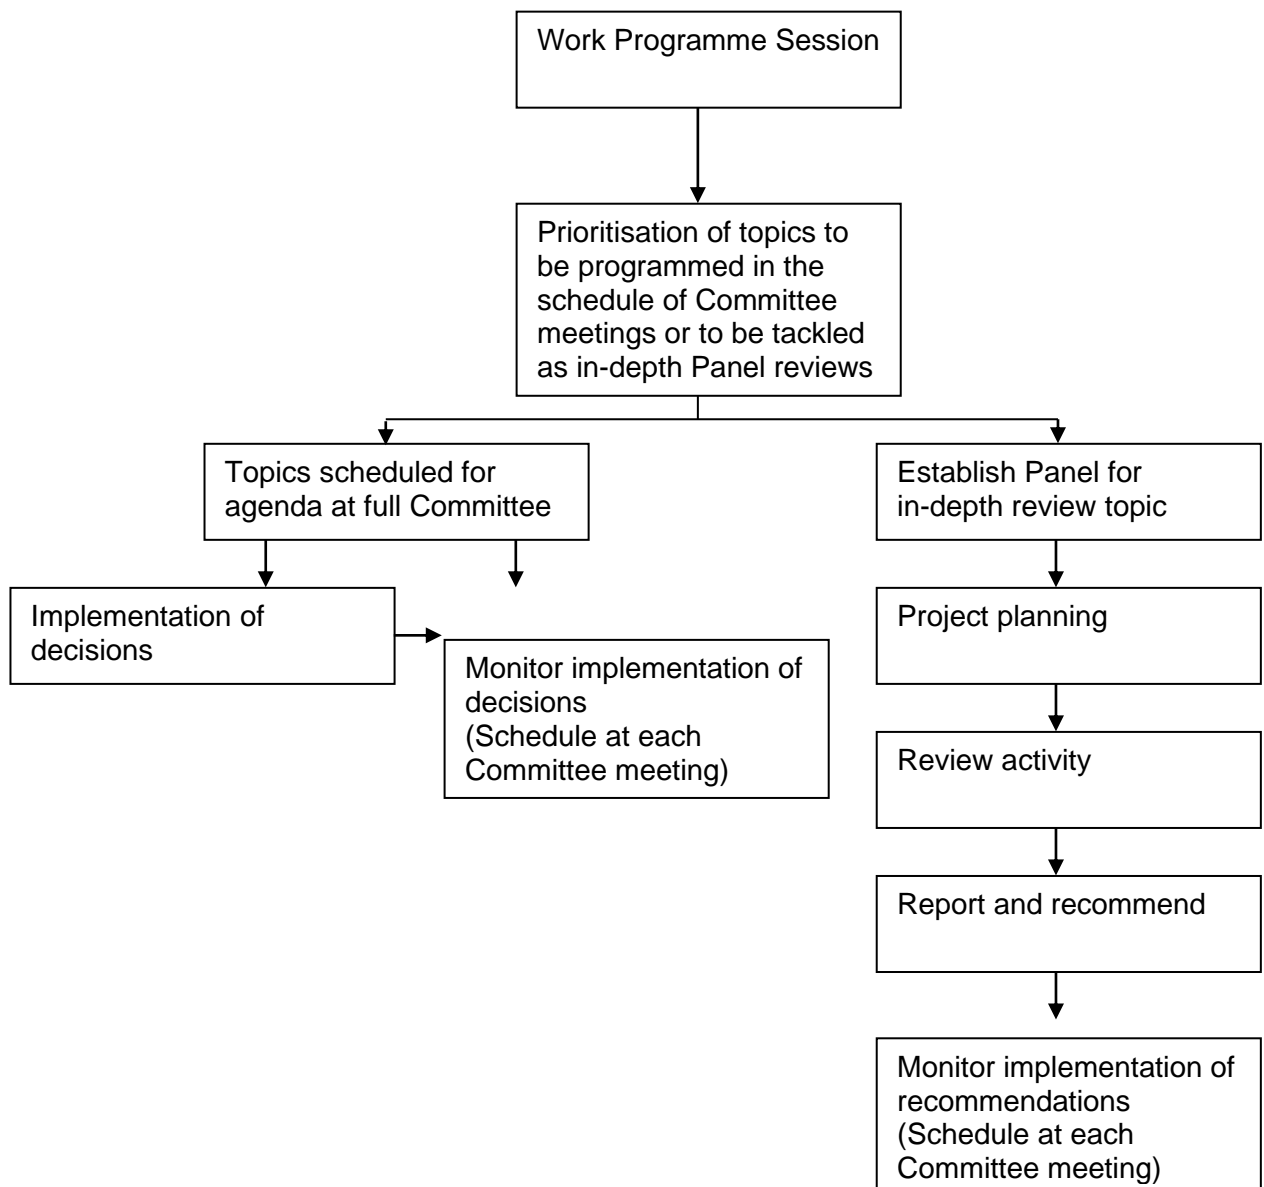 Work Programme Session
Prioritisation of topics to
be programmed in the
schedule of Committee
meetings or to be tackled
as in-depth Panel reviews
Topics scheduled for
agenda at full Committee
Establish Panel for
in-depth review topic
Implementation of
decisions
Project planning
Monitor implementation of
decisions
(Schedule at each
Committee meeting)
Review activity
Report and recommend
Monitor implementation of
recommendations
(Schedule at each
Committee meeting)